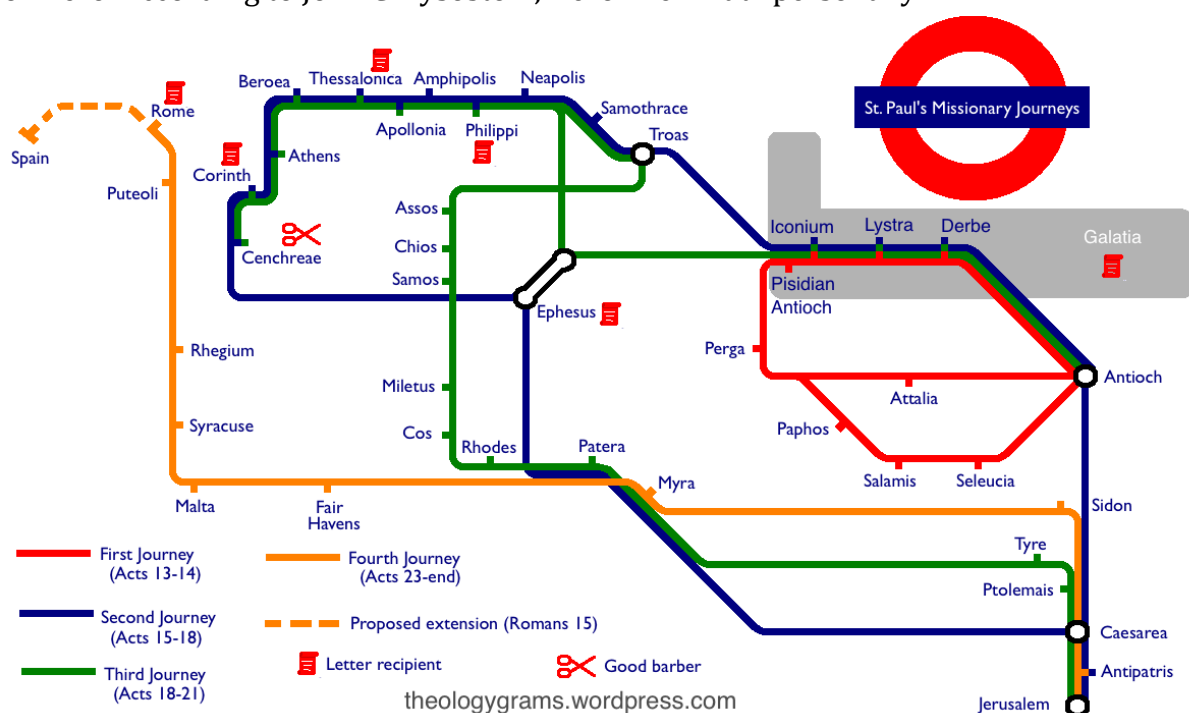 According to John Chrysostom,
St. Paul's Missionary Journeys
Beroea
Thessalonica
Amphipolis
Neapolis
Samothrace
Apollonia
Philippi
Troas
Rome
Spain
Puteoli
Corinth
Athens
Cenchreae
Assos
Chios
Samos
Ephesus
Iconium
Lystra
Derbe
Galatia
Pisidian
Antioch
Perga
Attalia
Antioch
Paphos
Salamis
Seleucia
Rhegium
Syracuse
Miletus
Cos
Rhodes
Patera
Myra
Malta
Fair
Havens
Sidon
Tyre
Ptolemais
Caesarea
Antipatris
Jerusalem
First Journey
(Acts 13-14)
Second Journey
(Acts 15-18)
Third Journey
(Acts 18-21)
Fourth Journey
(Acts 23-end)
Proposed extension (Romans 15)
Letter recipient
Good barber
theologygrams.wordpress.com